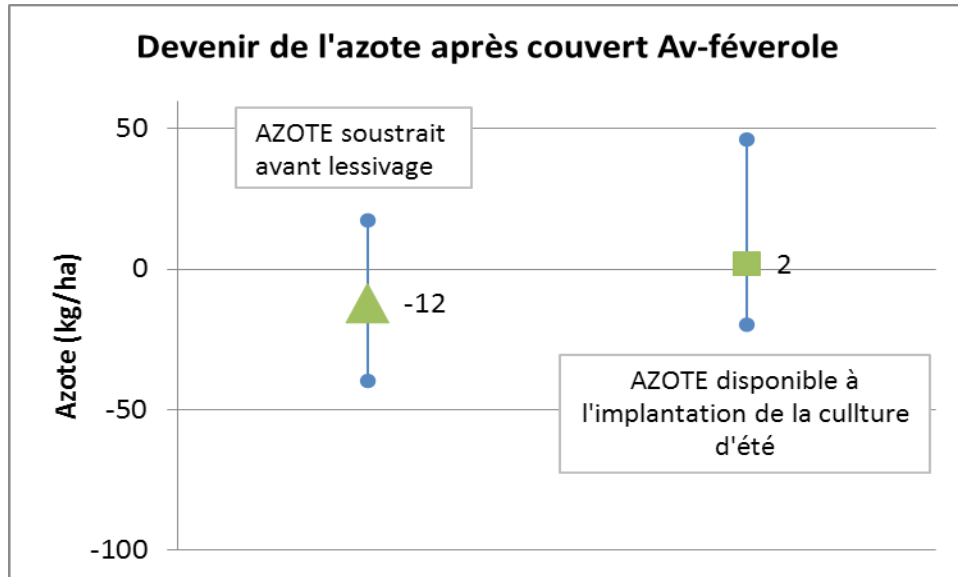 Devenir de l'azote après couvert Av-féverole
Azote (kg/ha)
50
0
-50
-100
AZOTE soustrait
avant lessivage
-12
2
AZOTE disponible à
l'implantation de la cullture
d'été